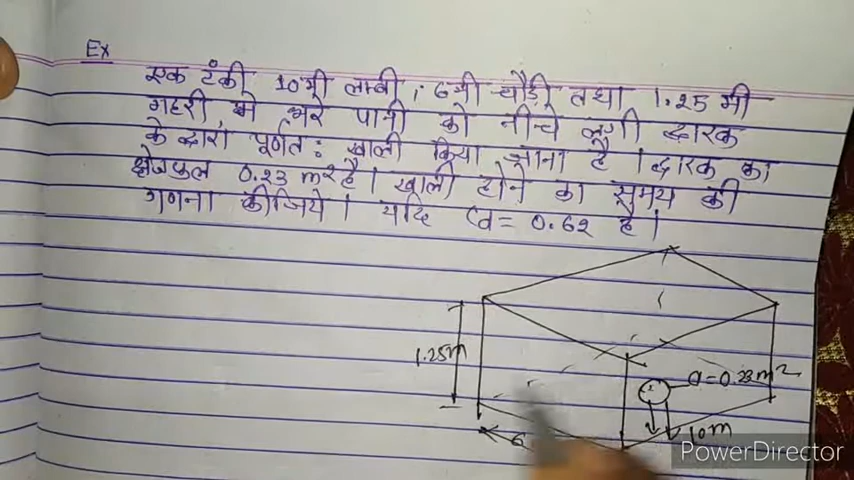 Ex
एक टंकी 10मी लम्बी, 6मी चौड़ी तथा 1.25 मी
गहरी, मे भरे पानी को नीचे लगी द्वारक
के द्वारा पूर्णत: खाली किया जाना है। द्वारक का
क्षेत्रफल 0.23 m² है। खाली होने का समय की
गणना कीजिये। यदि Cd = 0.62 है।
1.25m
a=0.23m²
6
10m
PowerDirector